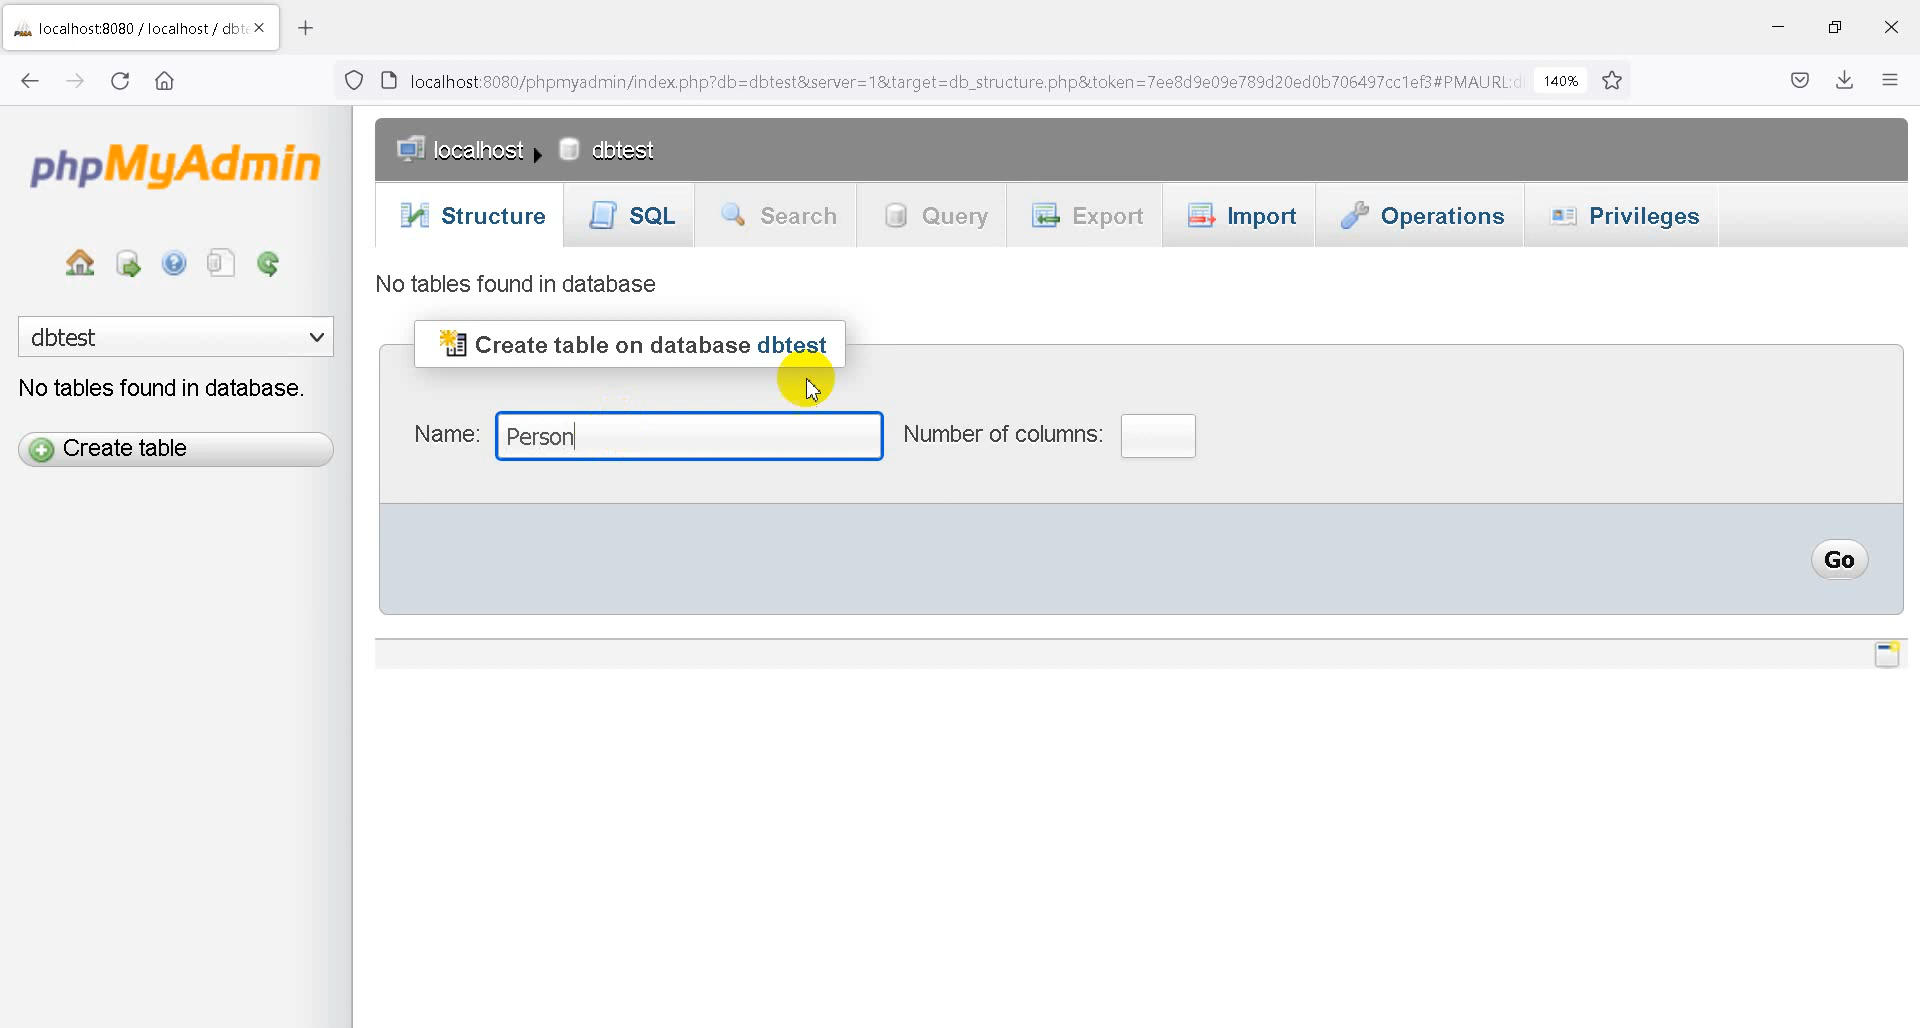 localhost:8080 / localhost / dbte
localhost:8080/phpmyadmin/index.php?db=dbtest&server=1&target=db_structure.php&token=7ee8d9e09e789d20ed0b706497cc1ef3#PMAURL:d
140%
phpMyAdmin
dbtest
No tables found in database.
Create table
localhost dbtest
Structure SQL Search Query Export Import Operations Privileges
No tables found in database
Create table on database dbtest
Name: Person Number of columns:
Go